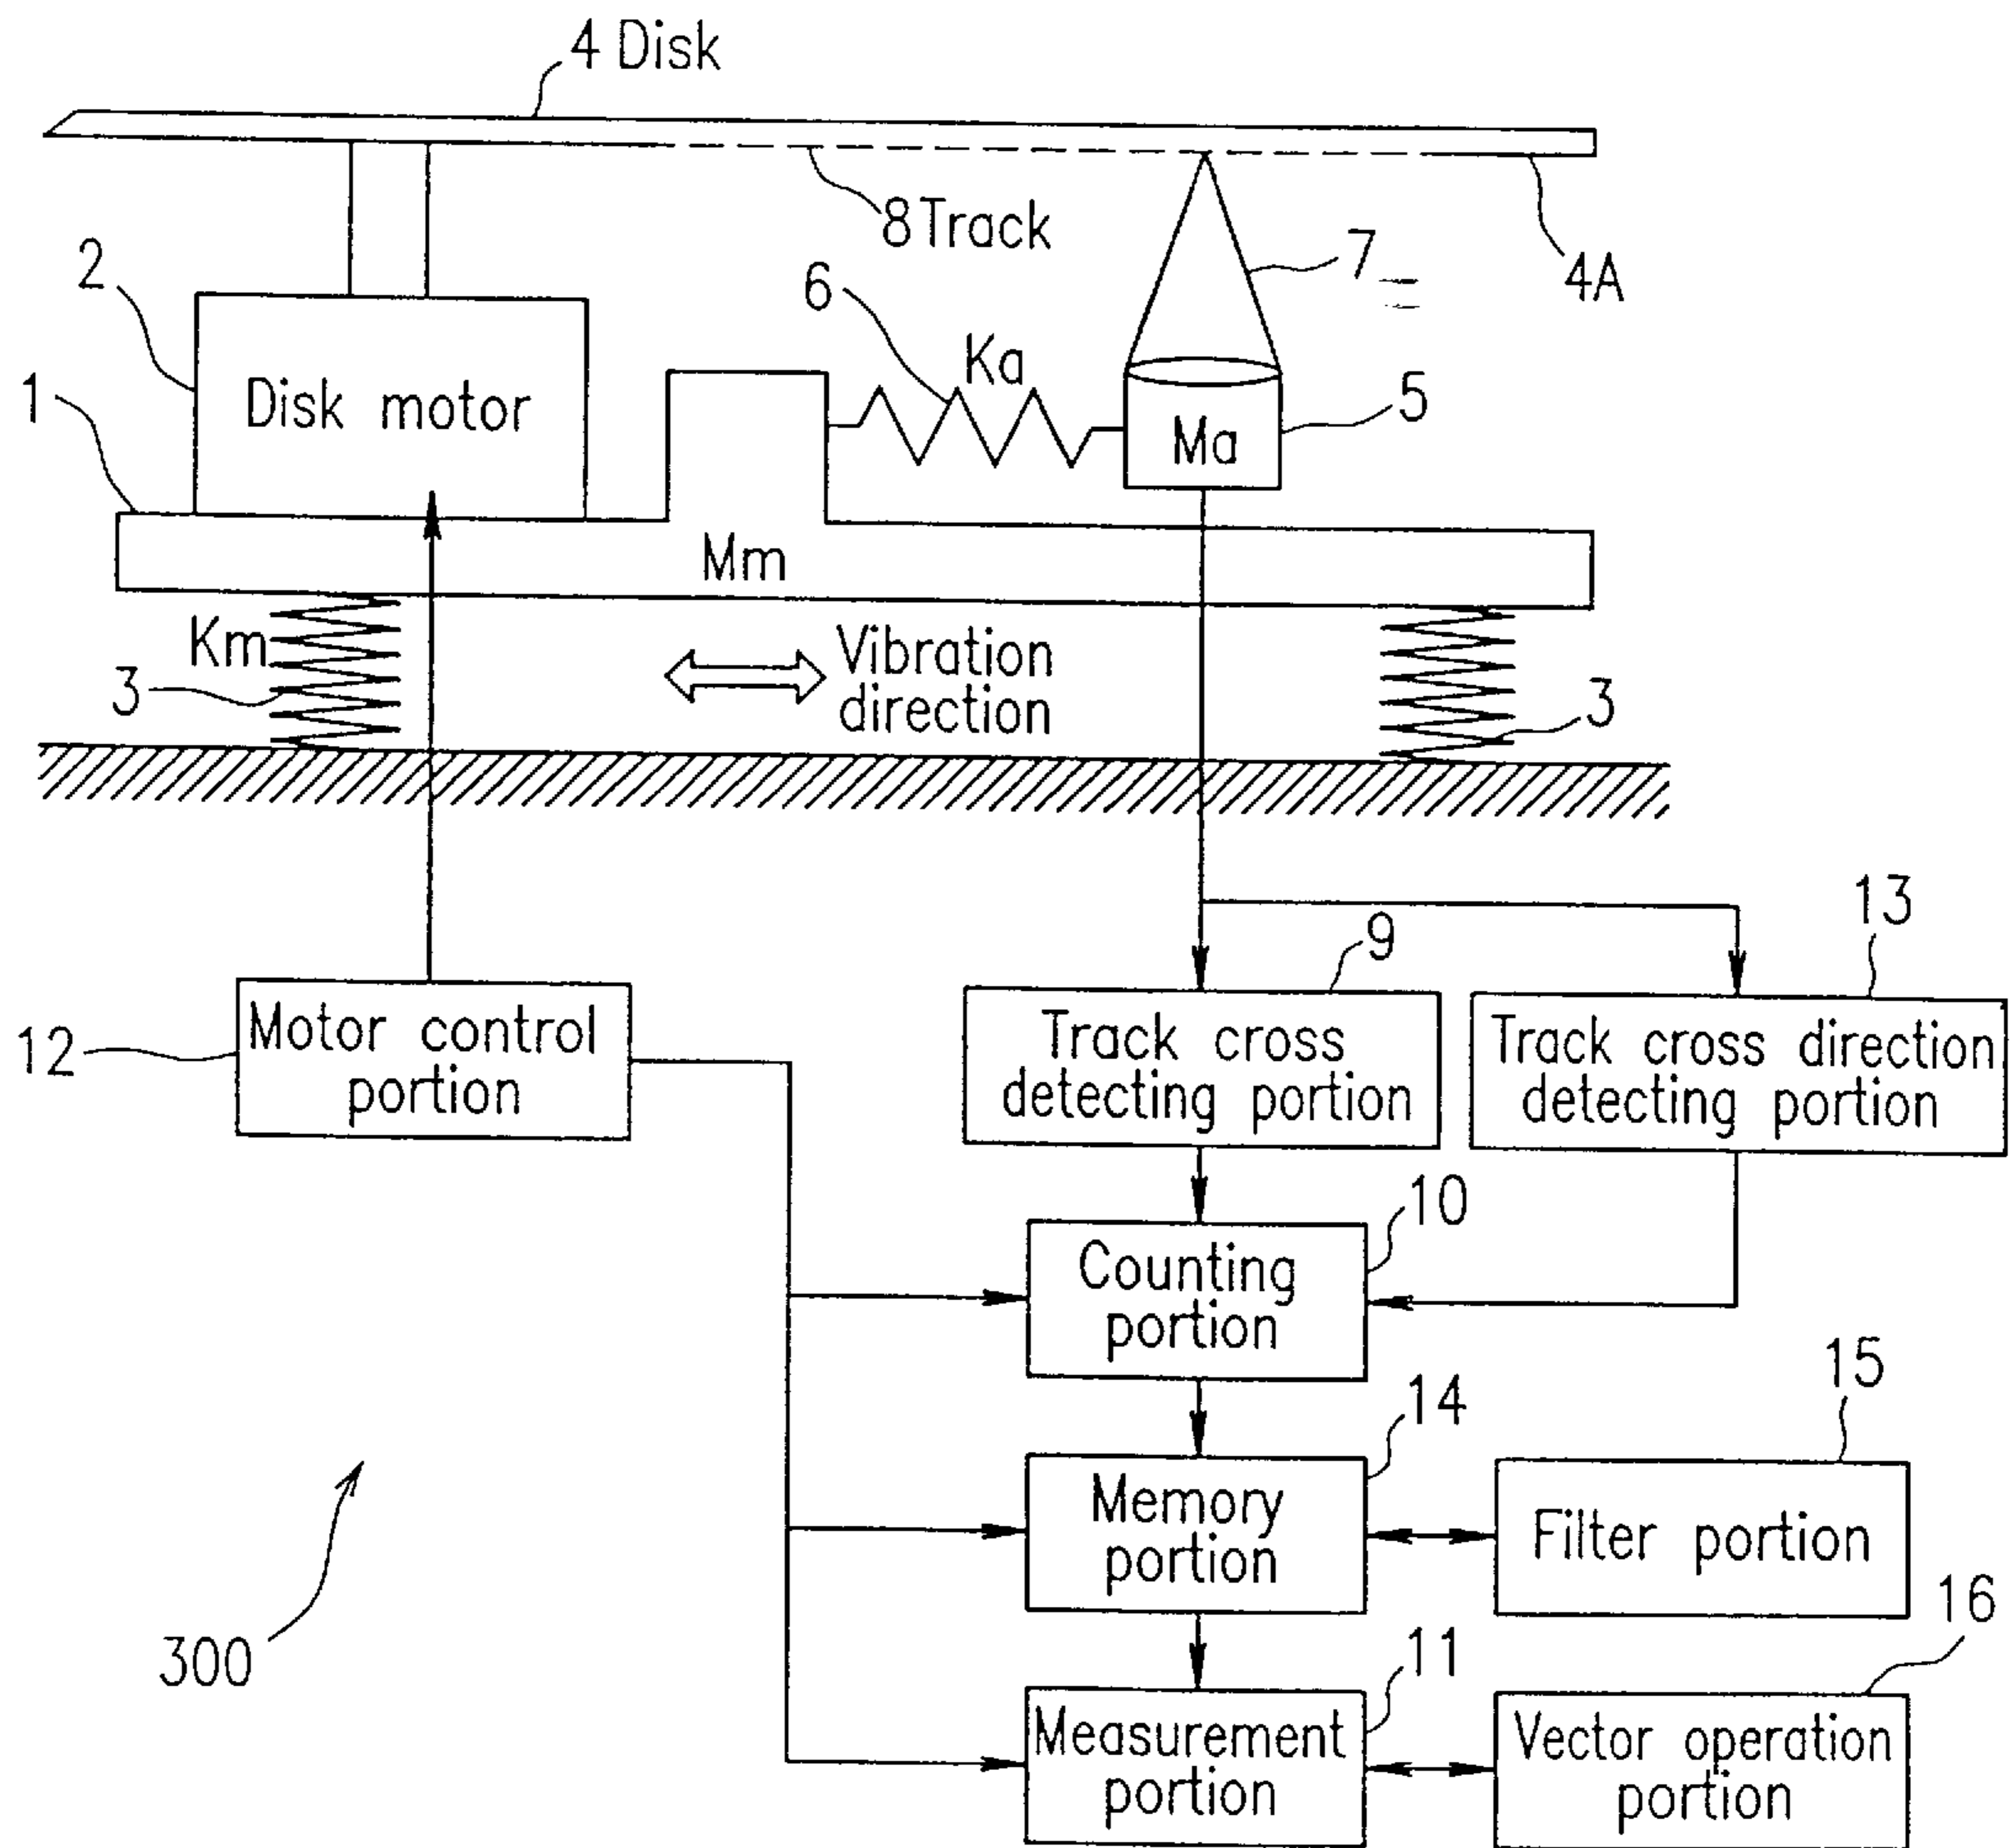 4 Disk
8 Track
4A
2
6
7
Ka
1
Disk motor
5
Ma
Mm
Km
3
Vibration
direction
3
13
9
12
Motor control
portion
Track cross
detecting portion
Track cross direction
detecting portion
10
Counting
portion
15
14
Memory
portion
Filter portion
16
300
11
Measurement
portion
Vector operation
portion